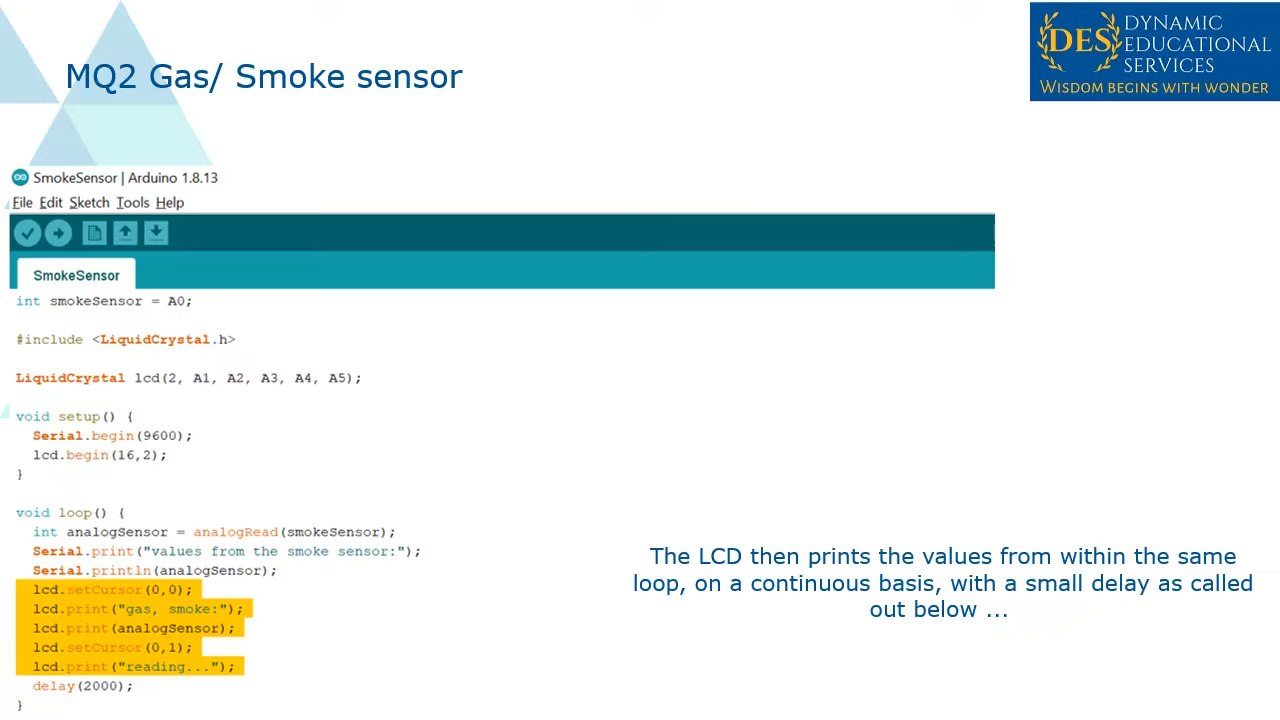 MQ2 Gas/ Smoke sensor
DES
DYNAMIC
EDUCATIONAL
SERVICES
WISDOM BEGINS WITH WONDER
SmokeSensor | Arduino 1.8.13
File Edit Sketch Tools Help
SmokeSensor
int smokeSensor = A0;
#include <LiquidCrystal.h>
LiquidCrystal lcd(2, A1, A2, A3, A4, A5);
void setup() {
Serial.begin(9600);
lcd.begin(16,2);
}
void loop() {
int analogSensor = analogRead(smokeSensor);
Serial.print("values from the smoke sensor:");
Serial.println(analogSensor);
lcd.setCursor(0,0);
lcd.print("gas, smoke:");
lcd.print(analogSensor);
lcd.setCursor(0,1);
lcd.print("reading...");
delay(2000);
}
The LCD then prints the values from within the same
loop, on a continuous basis, with a small delay as called
out below ...